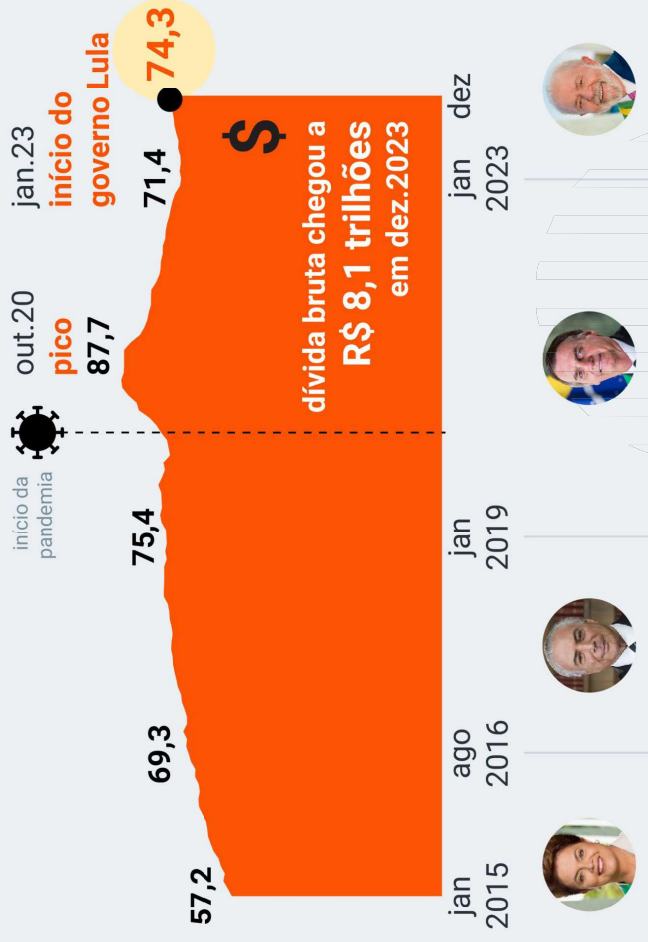 início da
pandemia
out.20
pico
87,7
jan.23
início do
governo Lula
57,2
69,3
75,4
71,4
74,3
$
dívida bruta chegou a
R$ 8,1 trilhões
em dez.2023
jan
2015
ago
2016
jan
2019
jan
2023
dez